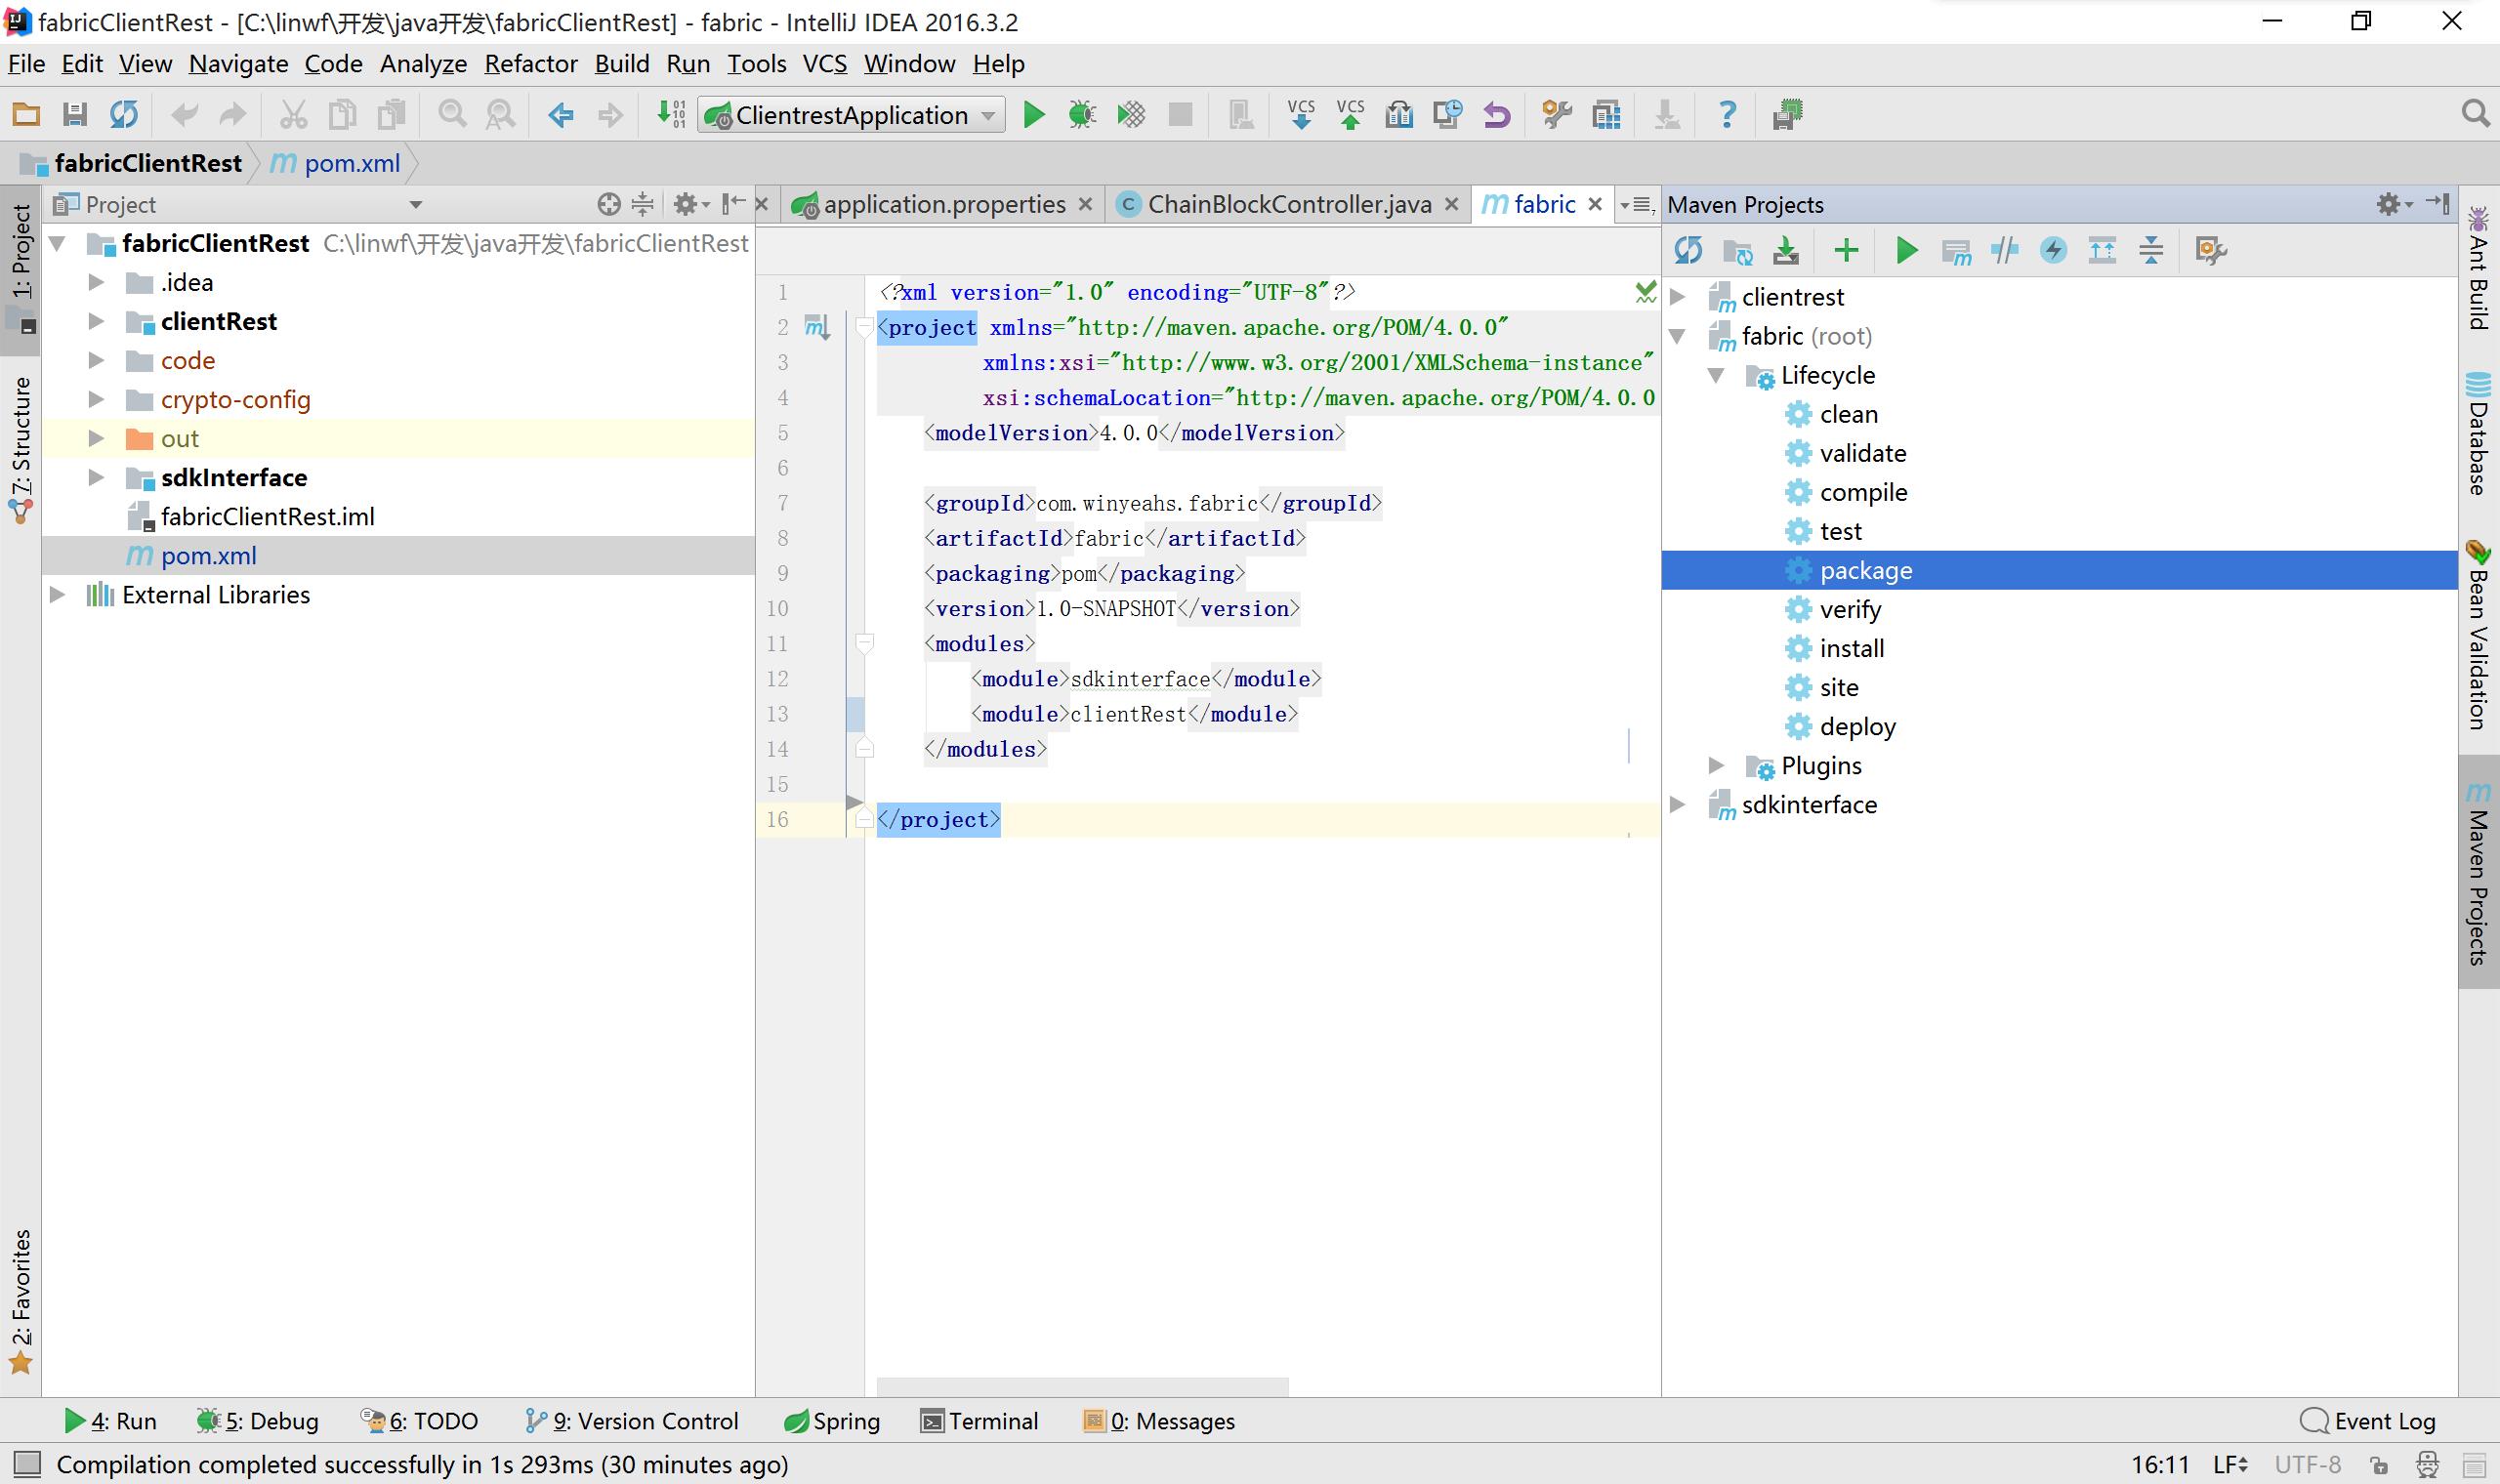 fabricClientRest - [C:\linwf\开发\java开发\fabricClientRest] - fabric - IntelliJ IDEA 2016.3.2
File Edit View Navigate Code Analyze Refactor Build Run Tools VCS Window Help
ClientrestApplication
VCS VCS
fabricClientRest pom.xml
Project
application.properties ChainBlockController.java fabric
Maven Projects
1: Project
7: Structure
2: Favorites
fabricClientRest C:\linwf\开发\java开发\fabricClientRest
.idea
clientRest
code
crypto-config
out
sdkInterface
fabricClientRest.iml
pom.xml
External Libraries
1 <?xml version="1.0" encoding="UTF-8"?>
2 <project xmlns="http://maven.apache.org/POM/4.0.0"
3 xmlns:xsi="http://www.w3.org/2001/XMLSchema-instance"
4 xsi:schemaLocation="http://maven.apache.org/POM/4.0.0
5 <modelVersion>4.0.0</modelVersion>
6
7 <groupId>com.winyeahs.fabric</groupId>
8 <artifactId>fabric</artifactId>
9 <packaging>pom</packaging>
10 <version>1.0-SNAPSHOT</version>
11 <modules>
12 <module>sdkinterface</module>
13 <module>clientRest</module>
14 </modules>
15
16 </project>
clientrest
fabric (root)
Lifecycle
clean
validate
compile
test
package
verify
install
site
deploy
Plugins
sdkinterface
Ant Build
Database
Bean Validation
Maven Projects
4: Run 5: Debug 6: TODO 9: Version Control Spring Terminal 0: Messages Event Log
Compilation completed successfully in 1s 293ms (30 minutes ago) 16:11 LF UTF-8